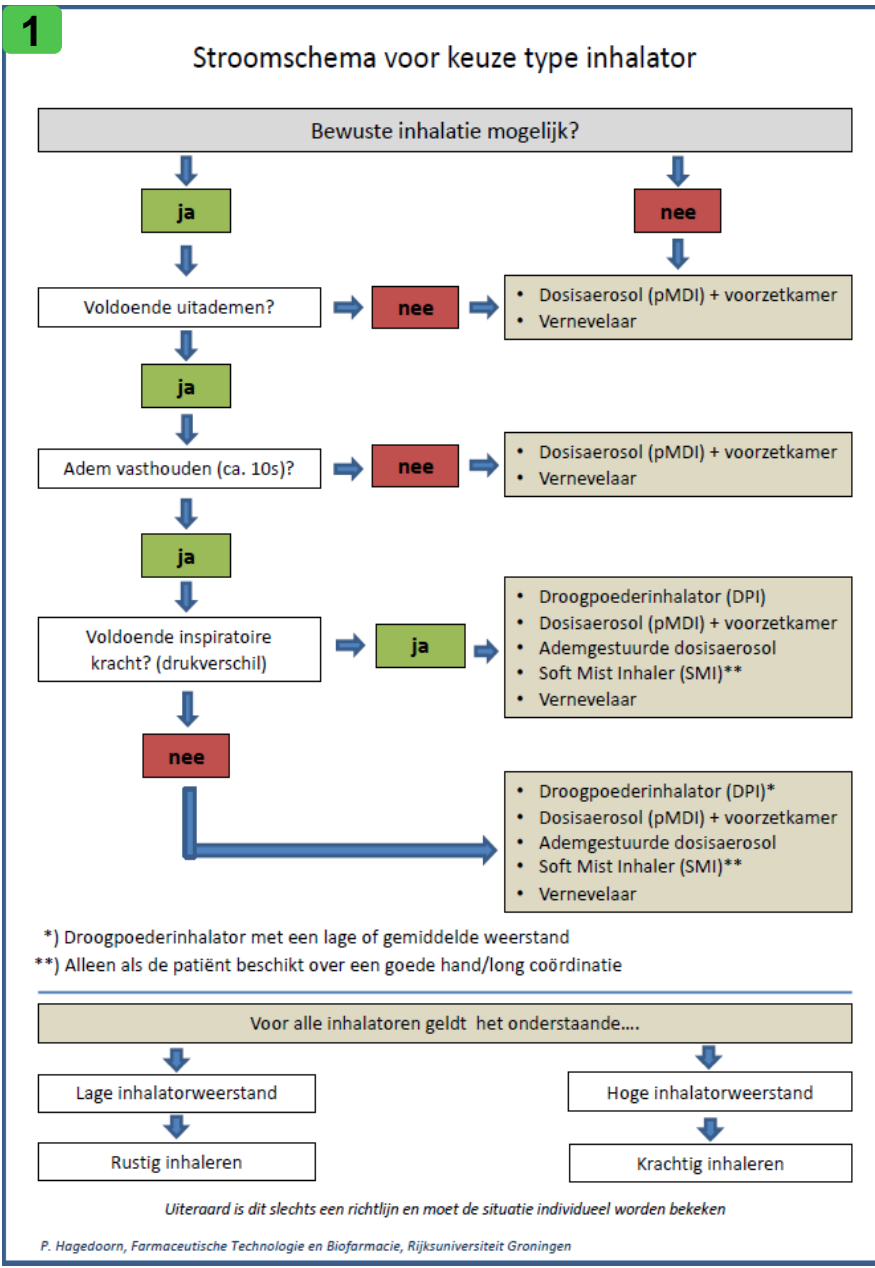 1
Stroomschema voor keuze type inhalator
Bewuste inhalatie mogelijk?
ja
nee
Voldoende uitademen?
nee
• Dosisaerosol (pMDI) + voorzetkamer
• Vernevelaar
ja
Adem vasthouden (ca. 10s)?
nee
• Dosisaerosol (pMDI) + voorzetkamer
• Vernevelaar
ja
Voldoende inspiratoire
kracht? (drukverschil)
ja
• Droogpoederinhalator (DPI)
• Dosisaerosol (pMDI) + voorzetkamer
• Ademgestuurde dosisaerosol
• Soft Mist Inhaler (SMI)**
• Vernevelaar
nee
• Droogpoederinhalator (DPI)*
• Dosisaerosol (pMDI) + voorzetkamer
• Ademgestuurde dosisaerosol
• Soft Mist Inhaler (SMI)**
• Vernevelaar
*) Droogpoederinhalator met een lage of gemiddelde weerstand
**) Alleen als de patiënt beschikt over een goede hand/long coördinatie
Voor alle inhalatoren geldt het onderstaande....
Lage inhalatorweerstand
Hoge inhalatorweerstand
Rustig inhaleren
Krachtig inhaleren
Uiteraard is dit slechts een richtlijn en moet de situatie individueel worden bekeken
P. Hagedoorn, Farmaceutische Technologie en Biofarmacie, Rijksuniversiteit Groningen